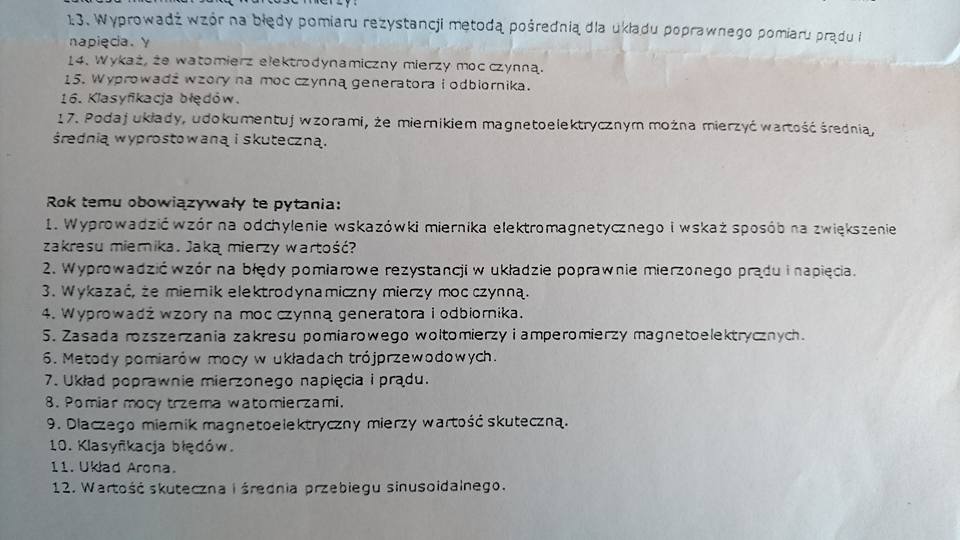 13. Wyprowadź wzór na błędy pomiaru rezystancji metodą pośrednią dla układu poprawnego pomiaru prądu i
napięcia. y
14. Wykaż, że watomierz elektrodynamiczny mierzy moc czynną.
15. Wyprowadź wzory na moc czynną generatora i odbiornika.
16. Klasyfikacja błędów.
17. Podaj układy, udokumentuj wzorami, że miernikiem magnetoelektrycznym można mierzyć wartość średnią,
średnią wyprostowaną i skuteczną.
Rok temu obowiązywały te pytania:
1. Wyprowadzić wzór na odchylenie wskazówki miernika elektromagnetycznego i wskaż sposób na zwiększenie
zakresu miernika. Jaką mierzy wartość?
2. Wyprowadzić wzór na błędy pomiarowe rezystancji w układzie poprawnie mierzonego prądu i napięcia.
3. Wykazać, że miernik elektrodynamiczny mierzy moc czynną.
4. Wyprowadź wzory na moc czynną generatora i odbiornika.
5. Zasada rozszerzania zakresu pomiarowego woltomierzy i amperomierzy magnetoelektrycznych.
6. Metody pomiarów mocy w układach trójprzewodowych.
7. Układ poprawnie mierzonego napięcia i prądu.
8. Pomiar mocy trzema watomierzami.
9. Dlaczego miernik magnetoelektryczny mierzy wartość skuteczną.
10. Klasyfikacja błędów.
11. Układ Arona.
12. Wartość skuteczna i średnia przebiegu sinusoidalnego.